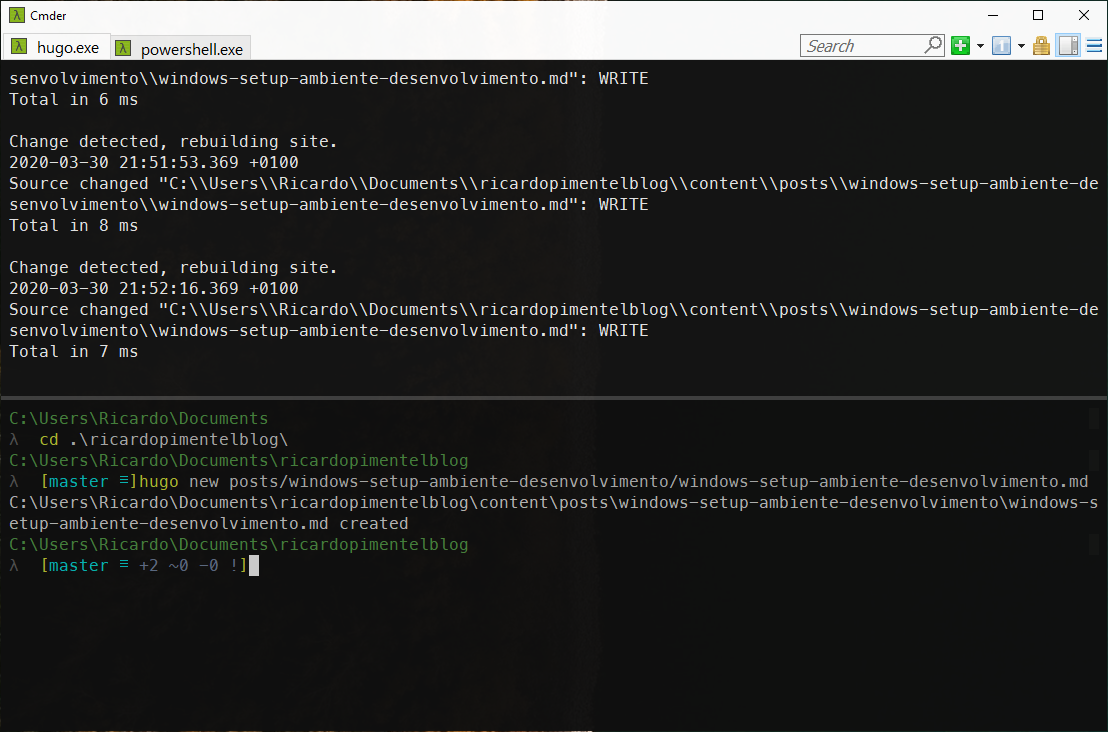 Cmder
hugo.exe
powershell.exe
Search
senvolvimento\\windows-setup-ambiente-desenvolvimento.md": WRITE
Total in 6 ms
Change detected, rebuilding site.
2020-03-30 21:51:53.369 +0100
Source changed "C:\\Users\\Ricardo\\Documents\\ricardopimentelblog\\content\\posts\\windows-setup-ambiente-de
senvolvimento\\windows-setup-ambiente-desenvolvimento.md": WRITE
Total in 8 ms
Change detected, rebuilding site.
2020-03-30 21:52:16.369 +0100
Source changed "C:\\Users\\Ricardo\\Documents\\ricardopimentelblog\\content\\posts\\windows-setup-ambiente-de
senvolvimento\\windows-setup-ambiente-desenvolvimento.md": WRITE
Total in 7 ms
C:\Users\Ricardo\Documents
λ  cd .\ricardopimentelblog\
C:\Users\Ricardo\Documents\ricardopimentelblog
λ  [master ≡]hugo new posts/windows-setup-ambiente-desenvolvimento/windows-setup-ambiente-desenvolvimento.md
C:\Users\Ricardo\Documents\ricardopimentelblog\content\posts\windows-setup-ambiente-desenvolvimento\windows-s
etup-ambiente-desenvolvimento.md created
C:\Users\Ricardo\Documents\ricardopimentelblog
λ  [master ≡ +2 ~0 -0 !]